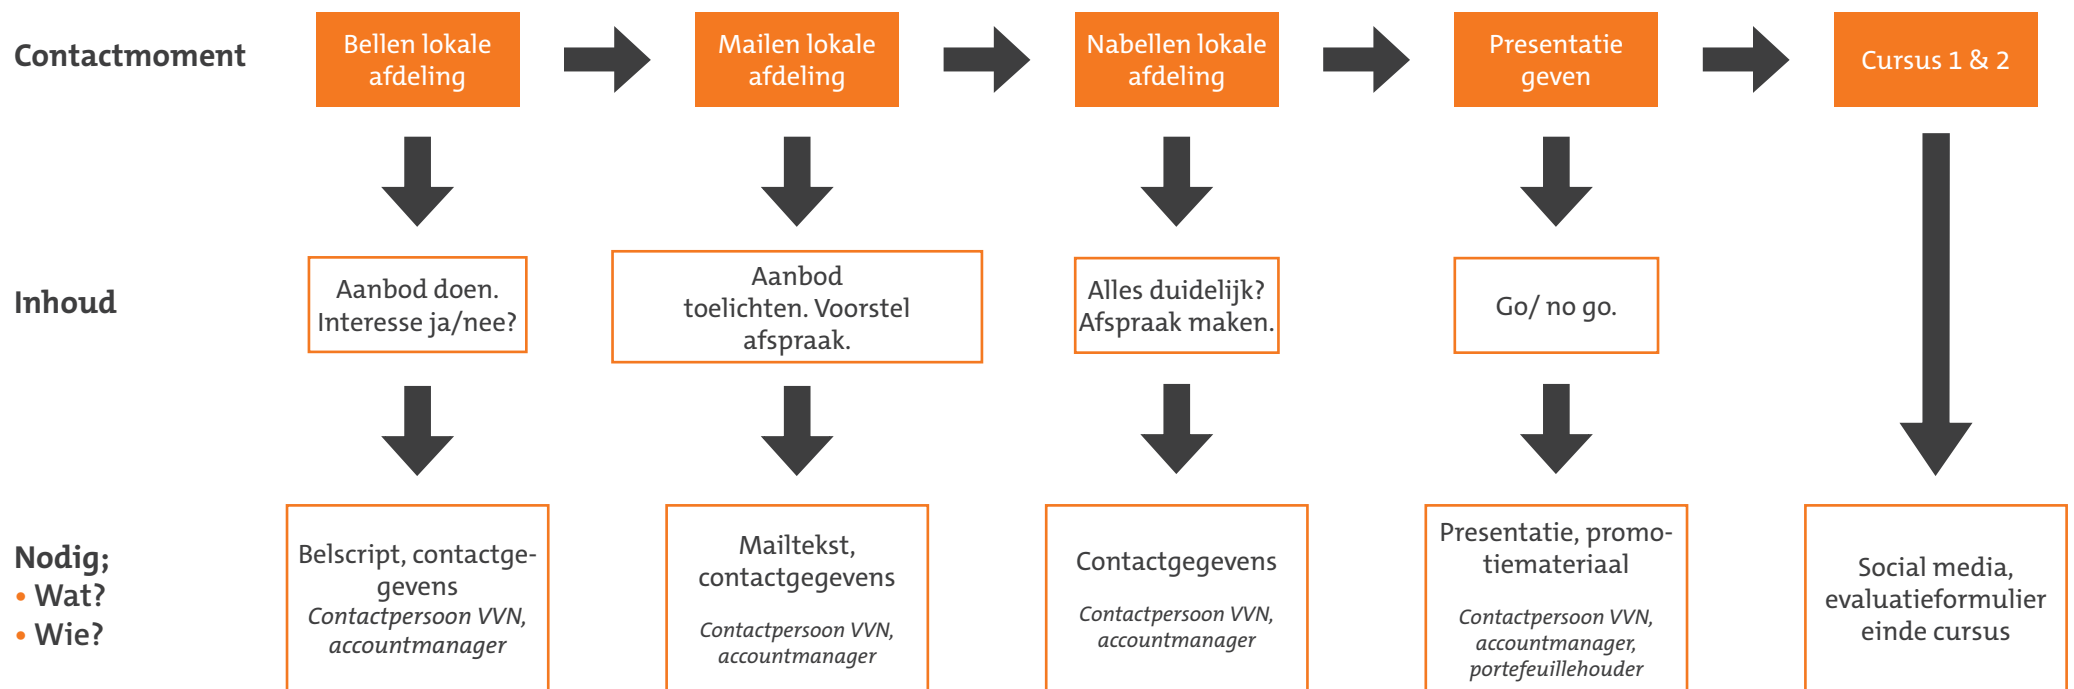 Contactmoment
Bellen lokale
afdeling
Mailen lokale
afdeling
Nabellen lokale
afdeling
Presentatie
geven
Cursus 1 & 2
Inhoud
Aanbod doen.
Interesse ja/nee?
Aanbod
toelichten. Voorstel
afspraak.
Alles duidelijk?
Afspraak maken.
Go/ no go.
Nodig;
• Wat?
• Wie?
Belscript, contactge-
gevens
Contactpersoon VVN,
accountmanager
Mailtekst,
contactgegevens
Contactpersoon VVN,
accountmanager
Contactgegevens
Contactpersoon VVN,
accountmanager
Presentatie, promo-
tiemateriaal
Contactpersoon VVN,
accountmanager,
portefeuillehouder
Social media,
evaluatieformulier
einde cursus